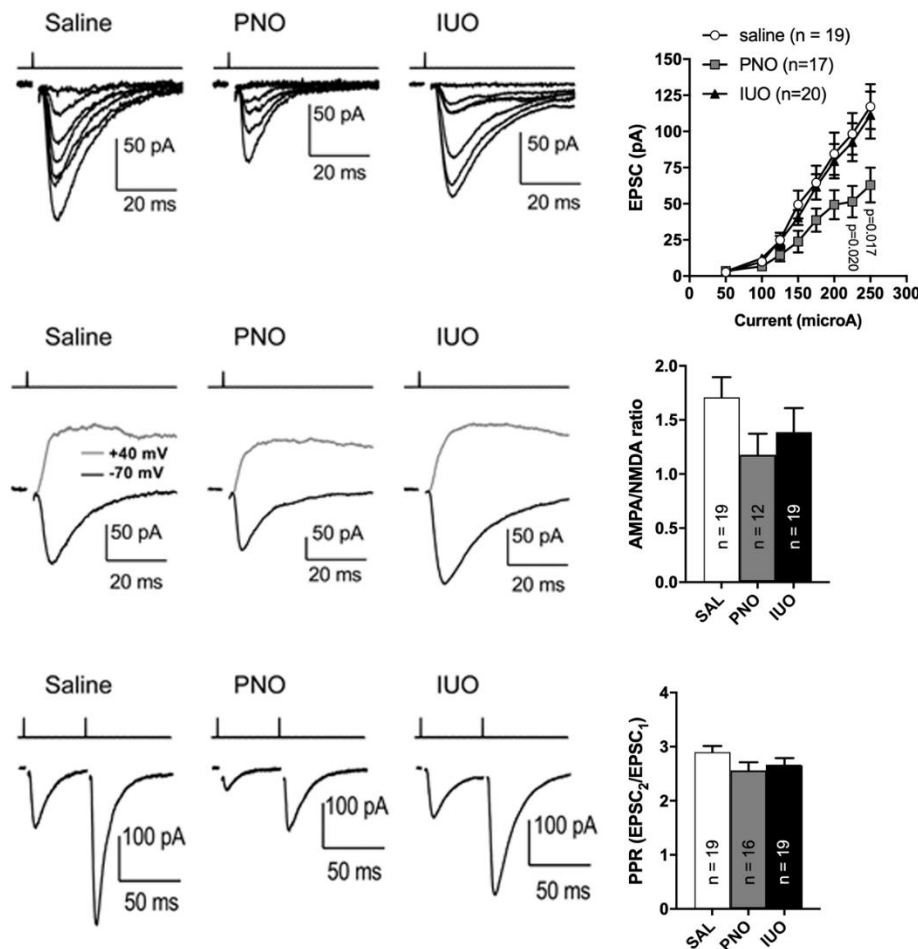 Saline PNO IUO
50 pA
20 ms
50 pA
20 ms
50 pA
20 ms
saline (n = 19)
PNO (n=17)
IUO (n=20)
EPSC (pA)
150
125
100
75
50
25
0
p=0.020
p=0.017
0 50 100 150 200 250 300
Current (microA)
Saline PNO IUO
+40 mV
-70 mV
50 pA
20 ms
50 pA
20 ms
50 pA
20 ms
AMPA/NMDA ratio
2.0
1.5
1.0
0.5
0.0
n = 19
n = 12
n = 19
SAL PNO IUO
Saline PNO IUO
100 pA
50 ms
100 pA
50 ms
100 pA
50 ms
PPR (EPSC₂/EPSC₁)
4
3
2
1
0
n = 19
n = 16
n = 19
SAL PNO IUO